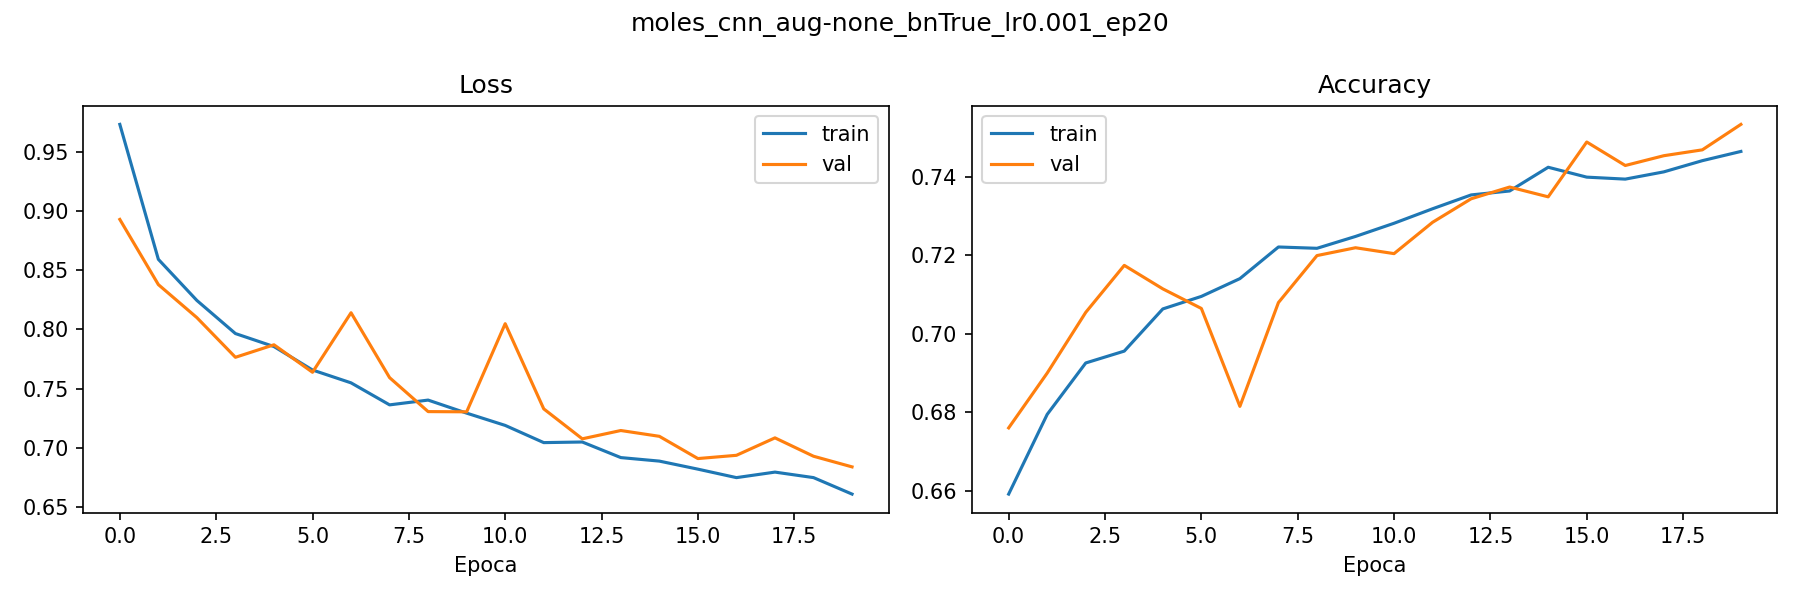 moles_cnn_aug-none_bnTrue_lr0.001_ep20
Loss
train
val
0.95
0.90
0.85
0.80
0.75
0.70
0.65
0.0 2.5 5.0 7.5 10.0 12.5 15.0 17.5
Epoca
Accuracy
train
val
0.74
0.72
0.70
0.68
0.66
0.0 2.5 5.0 7.5 10.0 12.5 15.0 17.5
Epoca